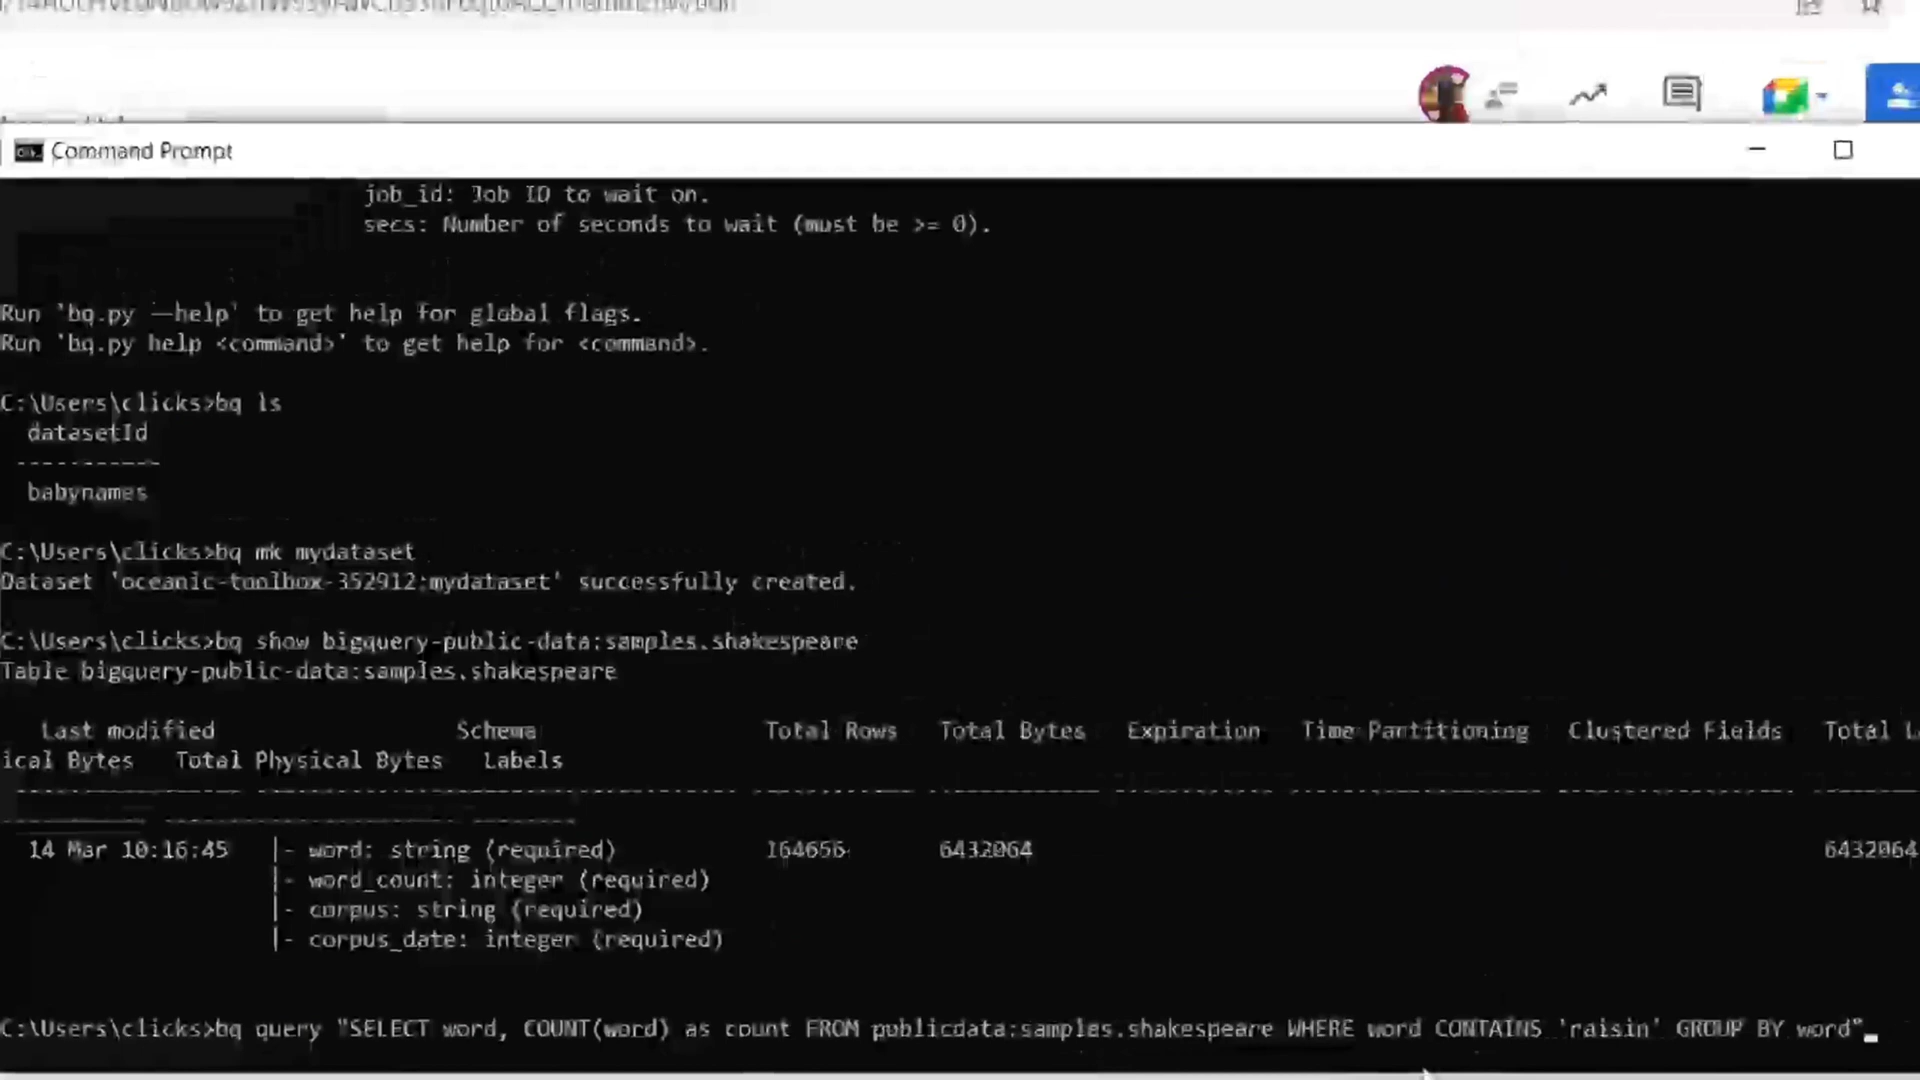 Command Prompt
job_id: Job ID to wait on.
secs: Number of seconds to wait (must be >= 0).
Run 'bq.py --help' to get help for global flags.
Run 'bq.py help <command>' to get help for <command>.
C:\Users\clicks>bq ls
datasetId
-----------
babynames
C:\Users\clicks>bq mk mydataset
Dataset 'oceanic-toolbox-352912:mydataset' successfully created.
C:\Users\clicks>bq show bigquery-public-data:samples.shakespeare
Table bigquery-public-data:samples.shakespeare
Last modified Schema Total Rows Total Bytes Expiration Time Partitioning Clustered Fields Total L
ical Bytes Total Physical Bytes Labels
14 Mar 10:16:45 |- word: string (required) 164656 6432064 6432064
|- word_count: integer (required)
|- corpus: string (required)
|- corpus_date: integer (required)
C:\Users\clicks>bq query "SELECT word, COUNT(word) as count FROM publicdata:samples.shakespeare WHERE word CONTAINS 'raisin' GROUP BY word"